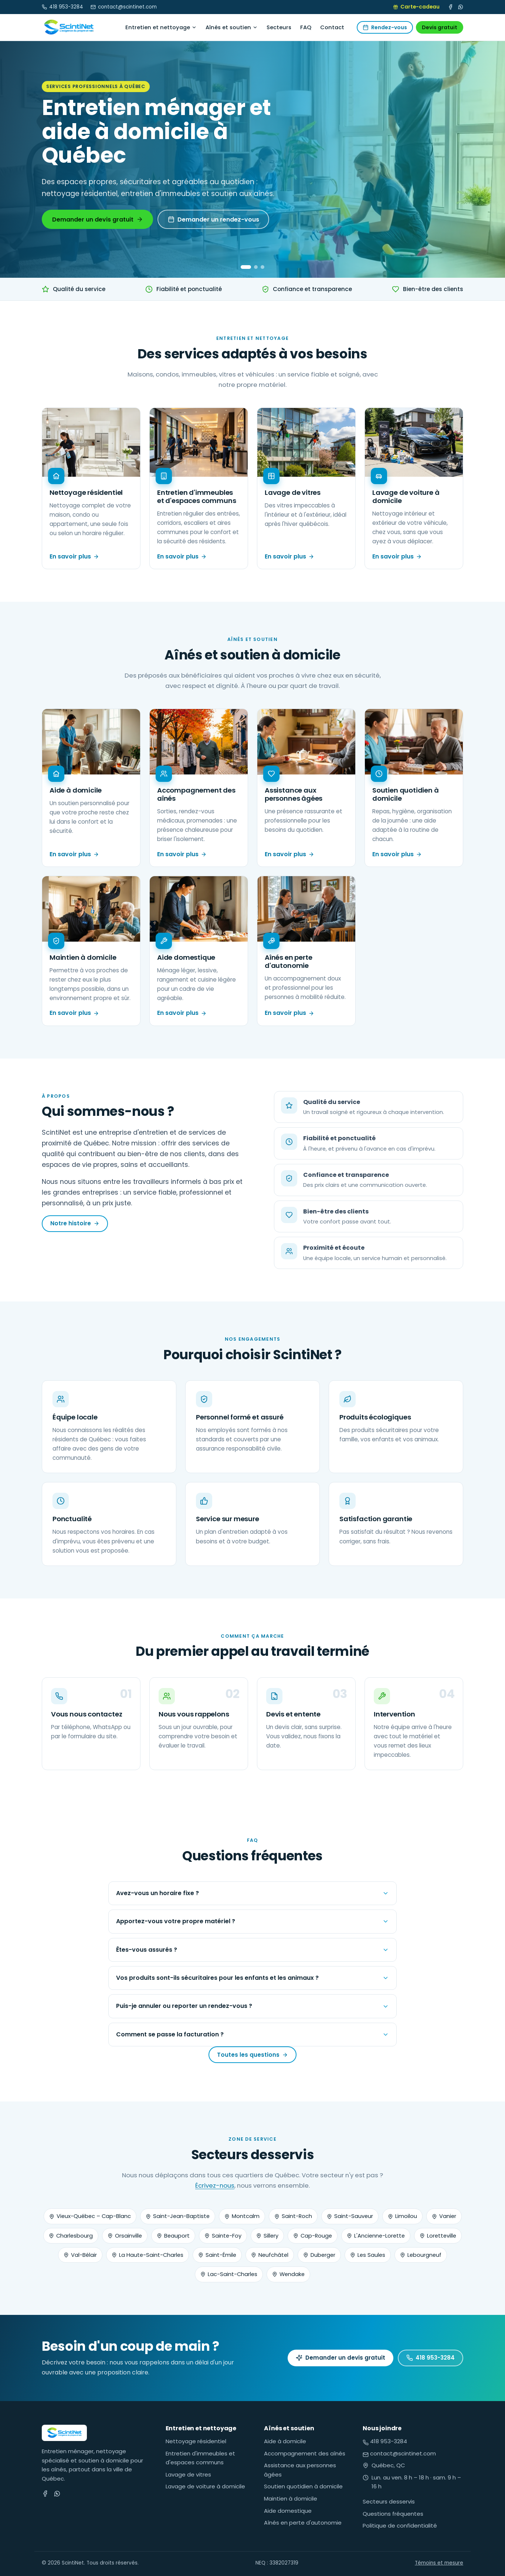 418 953-3284
contact@scintinet.com
Carte-cadeau
ScintiNet
Entretien et nettoyage
Aînés et soutien
Secteurs
FAQ
Contact
Rendez-vous
Devis gratuit
SERVICES PROFESSIONNELS À QUÉBEC
Entretien ménager et
aide à domicile à
Québec
Des espaces propres, sécuritaires et agréables au quotidien :
nettoyage résidentiel, entretien d'immeubles et soutien aux aînés.
Demander un devis gratuit
Demander un rendez-vous
Qualité du service
Fiabilité et ponctualité
Confiance et transparence
Bien-être des clients
ENTRETIEN ET NETTOYAGE
Des services adaptés à vos besoins
Maisons, condos, immeubles, vitres et véhicules : un service fiable et soigné, avec
notre propre matériel.
Nettoyage résidentiel
Nettoyage complet de votre
maison, condo ou
appartement, une seule fois
ou selon un horaire régulier.
En savoir plus
Entretien d'immeubles
et d'espaces communs
Entretien régulier des entrées,
corridors, escaliers et aires
communes pour le confort et
la sécurité des résidents.
En savoir plus
Lavage de vitres
Des vitres impeccables à
l'intérieur et à l'extérieur, idéal
après l'hiver québécois.
En savoir plus
Lavage de voiture à
domicile
Nettoyage intérieur et
extérieur de votre véhicule,
chez vous, sans que vous
ayez à vous déplacer.
En savoir plus
AÎNÉS ET SOUTIEN
Aînés et soutien à domicile
Des préposés aux bénéficiaires qui aident vos proches à vivre chez eux en sécurité,
avec respect et dignité. À l'heure ou par quart de travail.
Aide à domicile
Un soutien personnalisé pour
que votre proche reste chez
lui dans le confort et la
sécurité.
En savoir plus
Accompagnement des
aînés
Sorties, rendez-vous
médicaux, promenades : une
présence chaleureuse pour
briser l'isolement.
En savoir plus
Assistance aux
personnes âgées
Une présence rassurante et
professionnelle pour les
besoins du quotidien.
En savoir plus
Soutien quotidien à
domicile
Repas, hygiène, organisation
de la journée : une aide
adaptée à la routine de
chacun.
En savoir plus
Maintien à domicile
Permettre à vos proches de
rester chez eux le plus
longtemps possible, dans un
environnement propre et sûr.
En savoir plus
Aide domestique
Ménage léger, lessive,
rangement et cuisine légère
pour un cadre de vie
agréable.
En savoir plus
Aînés en perte
d'autonomie
Un accompagnement doux
et professionnel pour les
personnes à mobilité réduite.
En savoir plus
À PROPOS
Qui sommes-nous ?
ScintiNet est une entreprise d'entretien et de services de
proximité de Québec. Notre mission : offrir des services de
qualité qui contribuent au bien-être de nos clients, dans des
espaces de vie propres, sains et accueillants.
Nous nous situons entre les travailleurs informels à bas prix et
les grandes entreprises : un service fiable, professionnel et
personnalisé, à un prix juste.
Notre histoire
Qualité du service
Un travail soigné et rigoureux à chaque intervention.
Fiabilité et ponctualité
À l'heure, et prévenu à l'avance en cas d'imprévu.
Confiance et transparence
Des prix clairs et une communication ouverte.
Bien-être des clients
Votre confort passe avant tout.
Proximité et écoute
Une équipe locale, un service humain et personnalisé.
NOS ENGAGEMENTS
Pourquoi choisir ScintiNet ?
Équipe locale
Nous connaissons les réalités des
résidents de Québec : vous faites
affaire avec des gens de votre
communauté.
Personnel formé et assuré
Nos employés sont formés à nos
standards et couverts par une
assurance responsabilité civile.
Produits écologiques
Des produits sécuritaires pour votre
famille, vos enfants et vos animaux.
Ponctualité
Nous respectons vos horaires. En cas
d'imprévu, vous êtes prévenu et une
solution vous est proposée.
Service sur mesure
Un plan d'entretien adapté à vos
besoins et à votre budget.
Satisfaction garantie
Pas satisfait du résultat ? Nous revenons
corriger, sans frais.
COMMENT ÇA MARCHE
Du premier appel au travail terminé
01
Vous nous contactez
Par téléphone, WhatsApp ou
par le formulaire du site.
02
Nous vous rappelons
Sous un jour ouvrable, pour
comprendre votre besoin et
évaluer le travail.
03
Devis et entente
Un devis clair, sans surprise.
Vous validez, nous fixons la
date.
04
Intervention
Notre équipe arrive à l'heure
avec tout le matériel et
vous remet des lieux
impeccables.
FAQ
Questions fréquentes
Avez-vous un horaire fixe ?
Apportez-vous votre propre matériel ?
Êtes-vous assurés ?
Vos produits sont-ils sécuritaires pour les enfants et les animaux ?
Puis-je annuler ou reporter un rendez-vous ?
Comment se passe la facturation ?
Toutes les questions
ZONE DE SERVICE
Secteurs desservis
Nous nous déplaçons dans tous ces quartiers de Québec. Votre secteur n'y est pas ?
Écrivez-nous, nous verrons ensemble.
Vieux-Québec – Cap-Blanc
Saint-Jean-Baptiste
Montcalm
Saint-Roch
Saint-Sauveur
Limoilou
Vanier
Charlesbourg
Orsainville
Beauport
Sainte-Foy
Sillery
Cap-Rouge
L'Ancienne-Lorette
Loretteville
Val-Bélair
La Haute-Saint-Charles
Saint-Émile
Neufchâtel
Duberger
Les Saules
Lebourgneuf
Lac-Saint-Charles
Wendake
Besoin d'un coup de main ?
Décrivez votre besoin : nous vous rappelons dans un délai d'un jour
ouvrable avec une proposition claire.
Demander un devis gratuit
418 953-3284
ScintiNet
Entretien ménager, nettoyage
spécialisé et soutien à domicile pour
les aînés, partout dans la ville de
Québec.
Entretien et nettoyage
Nettoyage résidentiel
Entretien d'immeubles et
d'espaces communs
Lavage de vitres
Lavage de voiture à domicile
Aînés et soutien
Aide à domicile
Accompagnement des aînés
Assistance aux personnes
âgées
Soutien quotidien à domicile
Maintien à domicile
Aide domestique
Aînés en perte d'autonomie
Nous joindre
418 953-3284
contact@scintinet.com
Québec, QC
Lun. au ven. 8 h – 18 h · sam. 9 h –
16 h
Secteurs desservis
Questions fréquentes
Politique de confidentialité
© 2026 ScintiNet. Tous droits réservés.
NEQ : 3382027319
Témoins et mesure